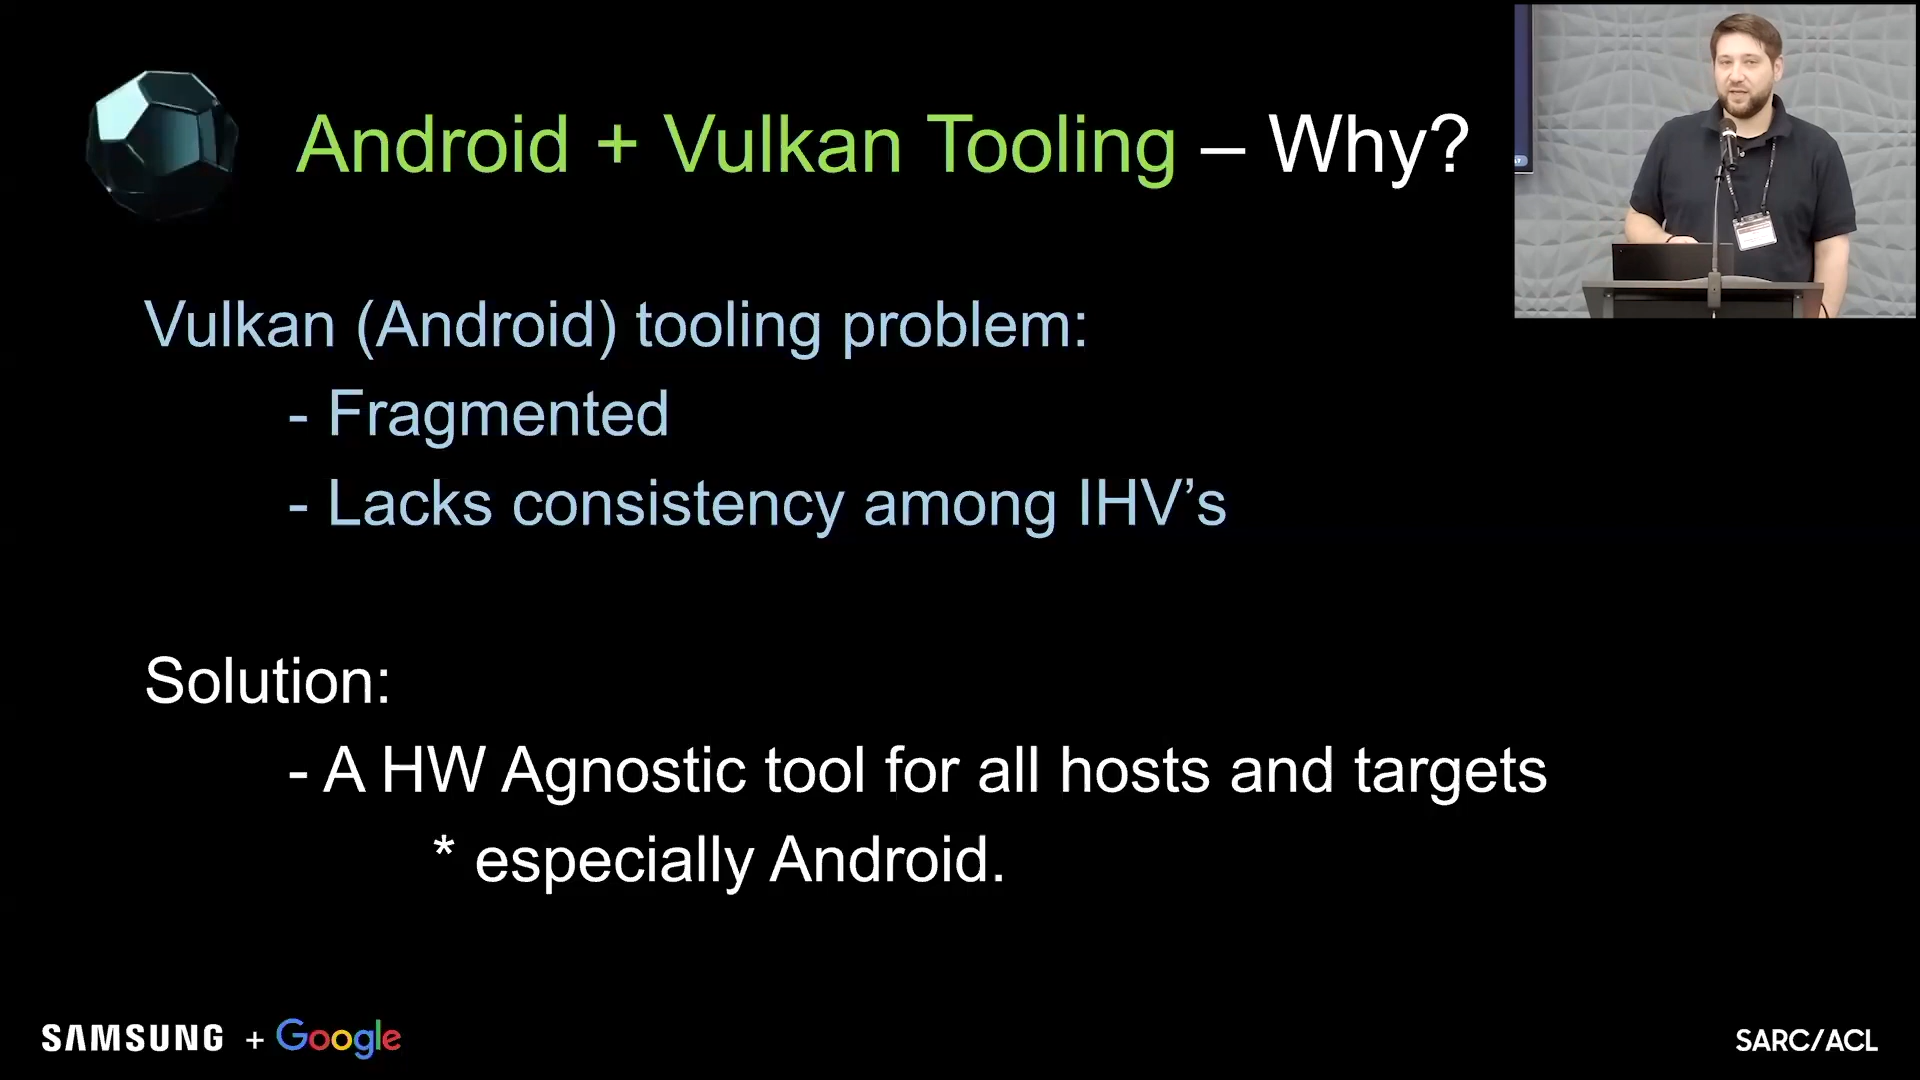 Android + Vulkan Tooling – Why?
Vulkan (Android) tooling problem:
- Fragmented
- Lacks consistency among IHV’s
Solution:
- A HW Agnostic tool for all hosts and targets
* especially Android.
SAMSUNG + Google
SARC/ACL